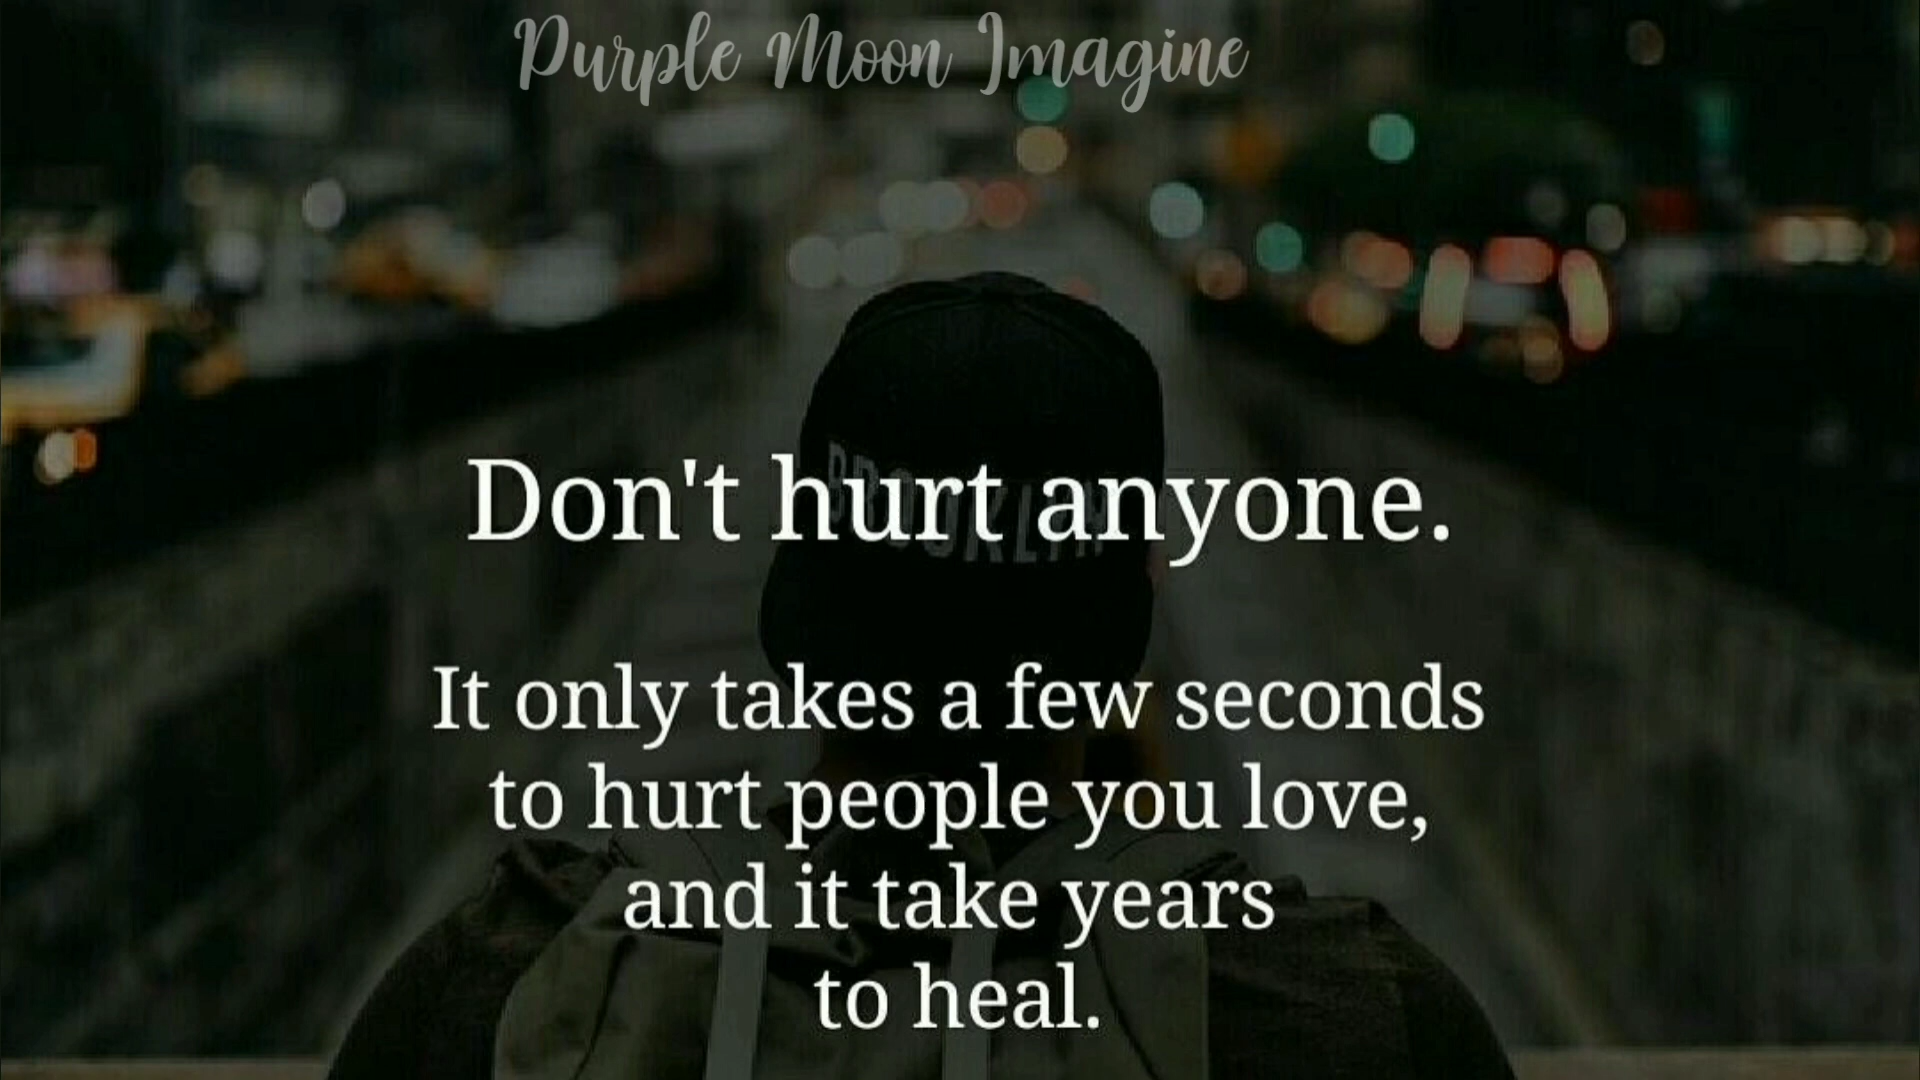 Purple Moon Imagine
BROOKLYN
Don't hurt anyone.
It only takes a few seconds
to hurt people you love,
and it take years
to heal.